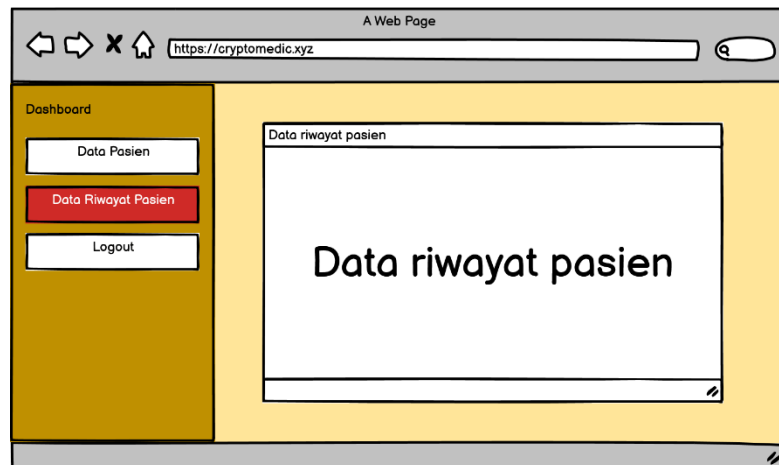 A Web Page
https://cryptomedic.xyz
Dashboard
Data Pasien
Data Riwayat Pasien
Logout
Data riwayat pasien
Data riwayat pasien